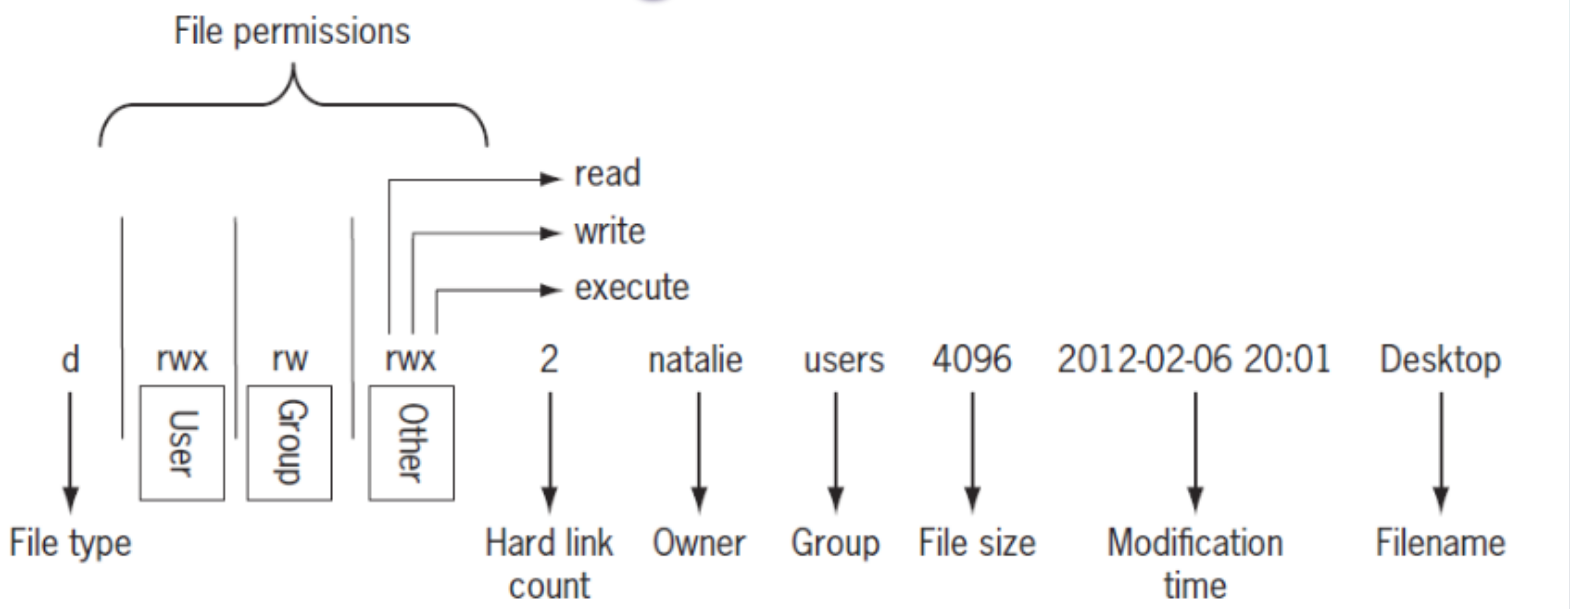 File permissions
read
write
execute
d rwx rw rwx 2 natalie users 4096 2012-02-06 20:01 Desktop
User
Group
Other
File type Hard link count Owner Group File size Modification time Filename